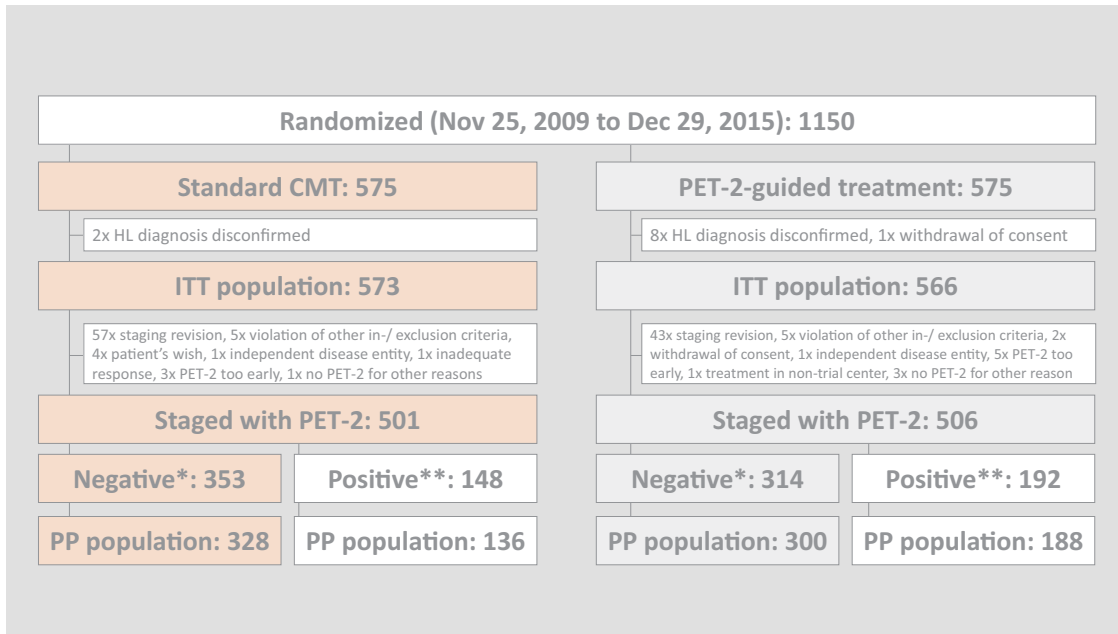 Randomized (Nov 25, 2009 to Dec 29, 2015): 1150
Standard CMT: 575
2x HL diagnosis disconfirmed
ITT population: 573
57x staging revision, 5x violation of other in-/ exclusion criteria,
4x patient's wish, 1x independent disease entity, 1x inadequate
response, 3x PET-2 too early, 1x no PET-2 for other reasons
Staged with PET-2: 501
Negative*: 353
Positive**: 148
PP population: 328
PP population: 136
PET-2-guided treatment: 575
8x HL diagnosis disconfirmed, 1x withdrawal of consent
ITT population: 566
43x staging revision, 5x violation of other in-/ exclusion criteria, 2x
withdrawal of consent, 1x independent disease entity, 5x PET-2 too
early, 1x treatment in non-trial center, 3x no PET-2 for other reason
Staged with PET-2: 506
Negative*: 314
Positive**: 192
PP population: 300
PP population: 188